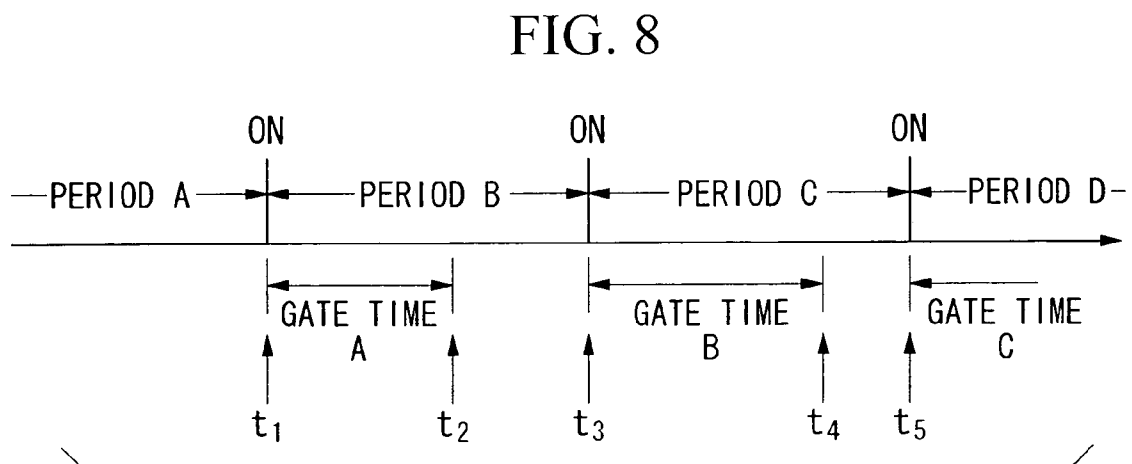 FIG. 8
ON ON ON
PERIOD A PERIOD B PERIOD C PERIOD D
GATE TIME A GATE TIME B GATE TIME C
t1 t2 t3 t4 t5